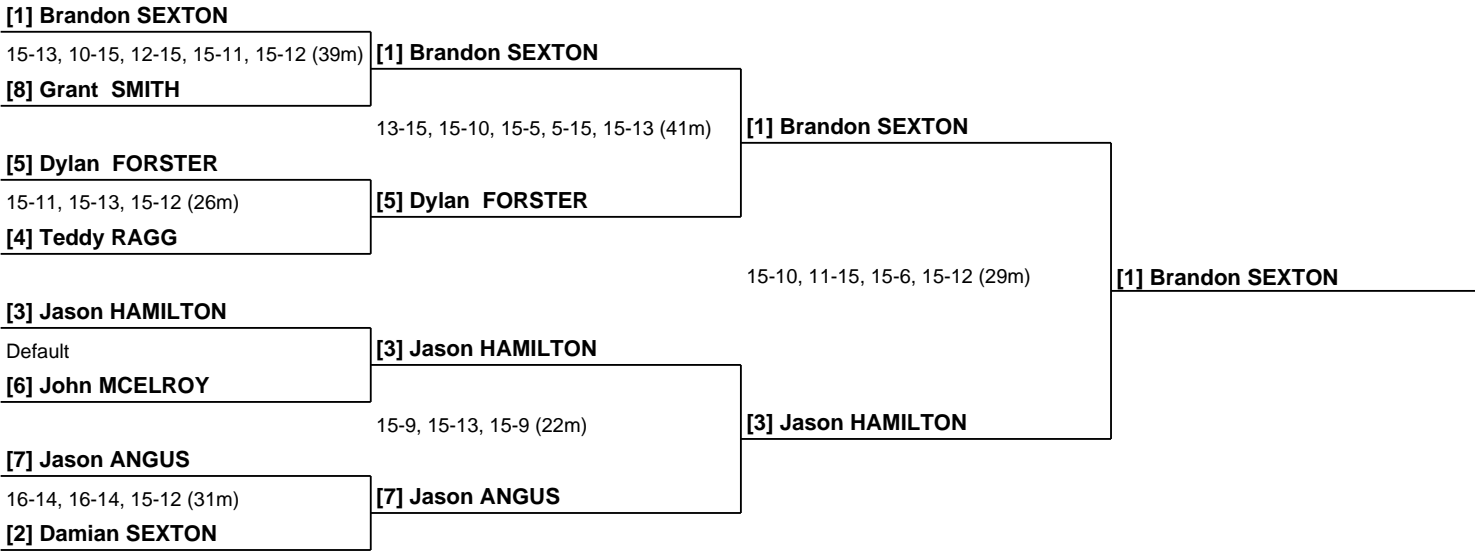 [1] Brandon SEXTON
15-13, 10-15, 12-15, 15-11, 15-12 (39m)
[1] Brandon SEXTON
[8] Grant  SMITH
13-15, 15-10, 15-5, 5-15, 15-13 (41m)
[1] Brandon SEXTON
[5] Dylan  FORSTER
15-11, 15-13, 15-12 (26m)
[5] Dylan  FORSTER
[4] Teddy RAGG
15-10, 11-15, 15-6, 15-12 (29m)
[1] Brandon SEXTON
[3] Jason HAMILTON
Default
[3] Jason HAMILTON
[6] John MCELROY
15-9, 15-13, 15-9 (22m)
[3] Jason HAMILTON
[7] Jason ANGUS
16-14, 16-14, 15-12 (31m)
[7] Jason ANGUS
[2] Damian SEXTON